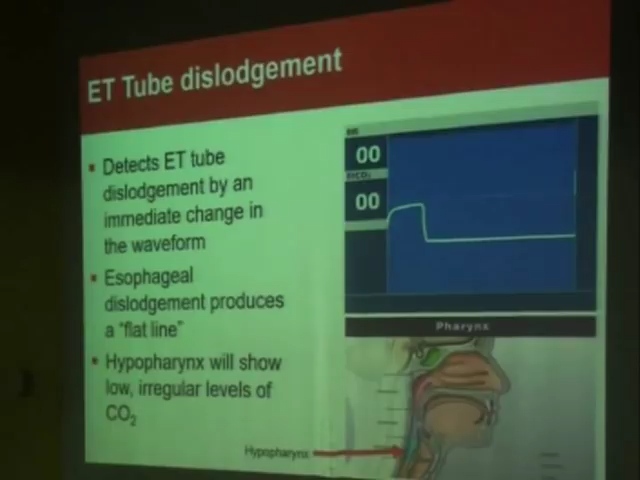 ET Tube dislodgement
Detects ET tube
dislodgement by an
immediate change in
the waveform
Esophageal
dislodgement produces
a "flat line"
Hypopharynx will show
low, irregular levels of
CO₂
00
EtCO₂
00
Pharynx
Hypopharynx